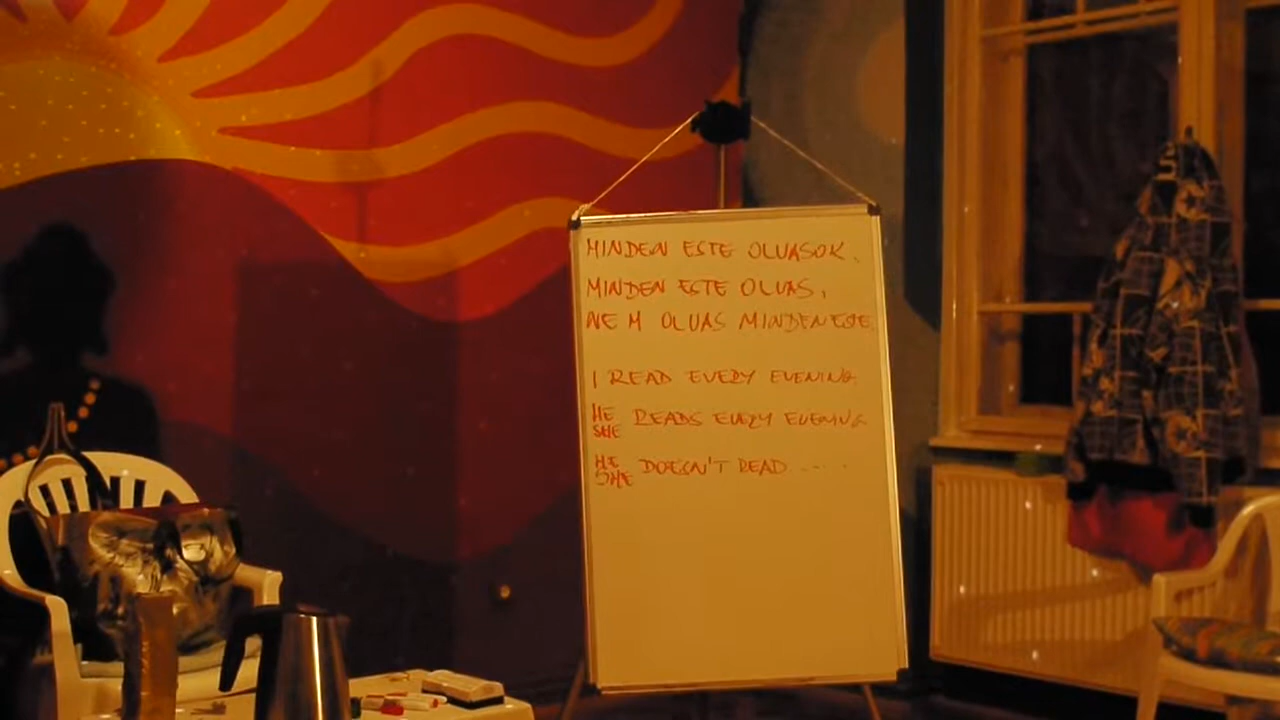 MINDEN ESTE OLVASOK.
MINDEN ESTE OLVAS.
NEM OLVAS MINDEN ESTE
I READ EVERY EVENING
HE
SHE READS EVERY EVENING
HE
SHE DOESN'T READ .....